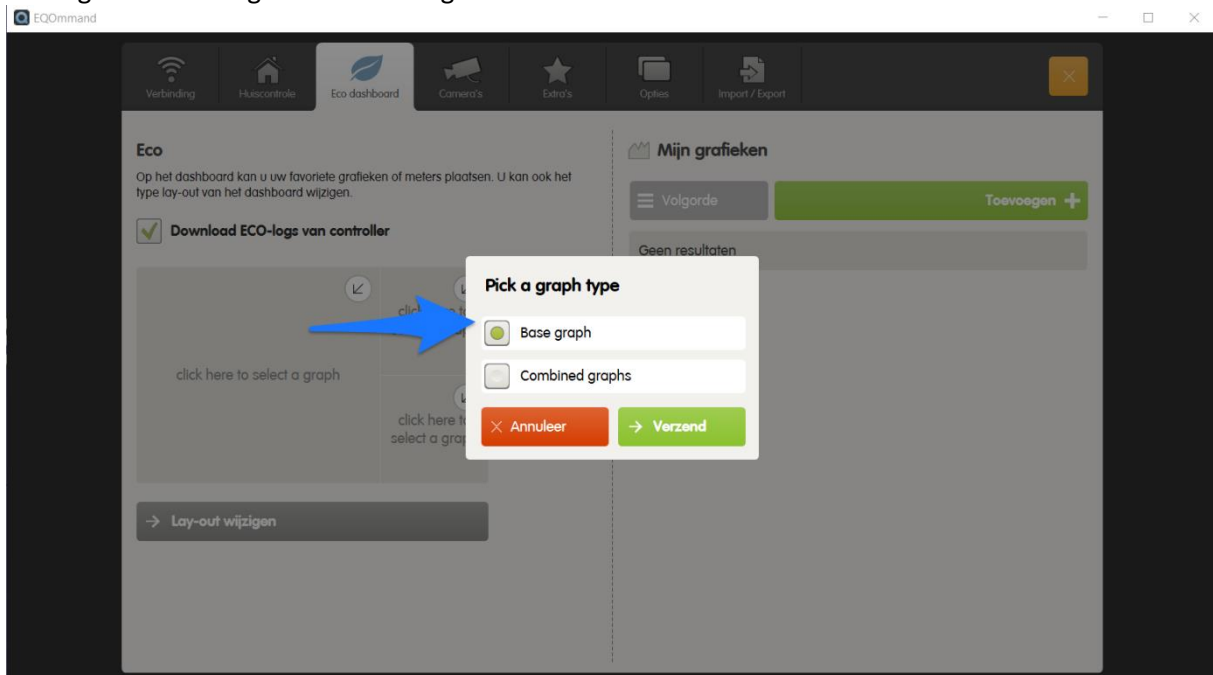 EQOmmand
Verbinding
Huiscontrole
Eco dashboard
Camera's
Extra's
Opties
Import / Export
Eco
Op het dashboard kan u uw favoriete grafieken of meters plaatsen. U kan ook het
type lay-out van het dashboard wijzigen.
Download ECO-logs van controller
click here to select a graph
click here to
select a grap
Lay-out wijzigen
Mijn grafieken
Volgorde
Toevoegen +
Geen resultaten
Pick a graph type
Base graph
Combined graphs
Annuleer
Verzend